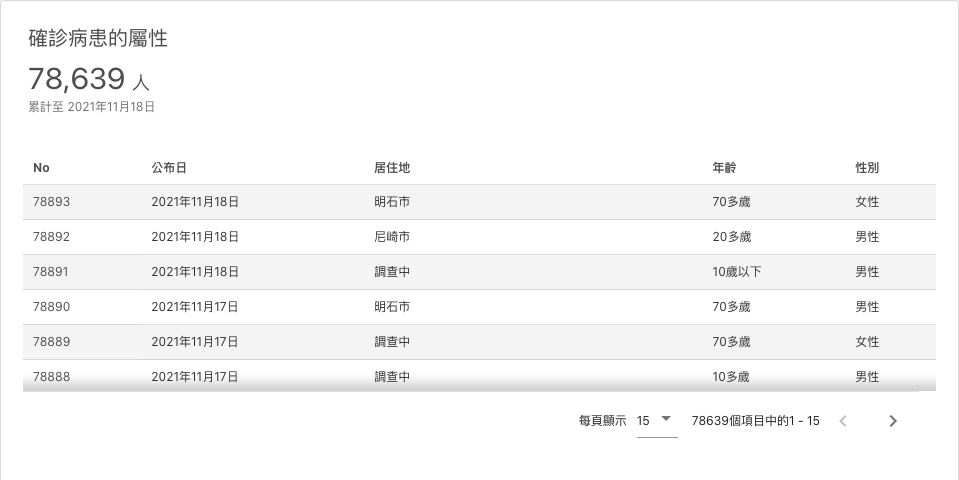 確診病患的屬性
78,639 人
累計至 2021年11月18日
No 公布日 居住地 年齡 性別
78893 2021年11月18日 明石市 70多歲 女性
78892 2021年11月18日 尼崎市 20多歲 男性
78891 2021年11月18日 調查中 10歲以下 男性
78890 2021年11月17日 明石市 70多歲 男性
78889 2021年11月17日 調查中 70多歲 女性
78888 2021年11月17日 調查中 10多歲 男性
每頁顯示 15 78639個項目中的1 - 15